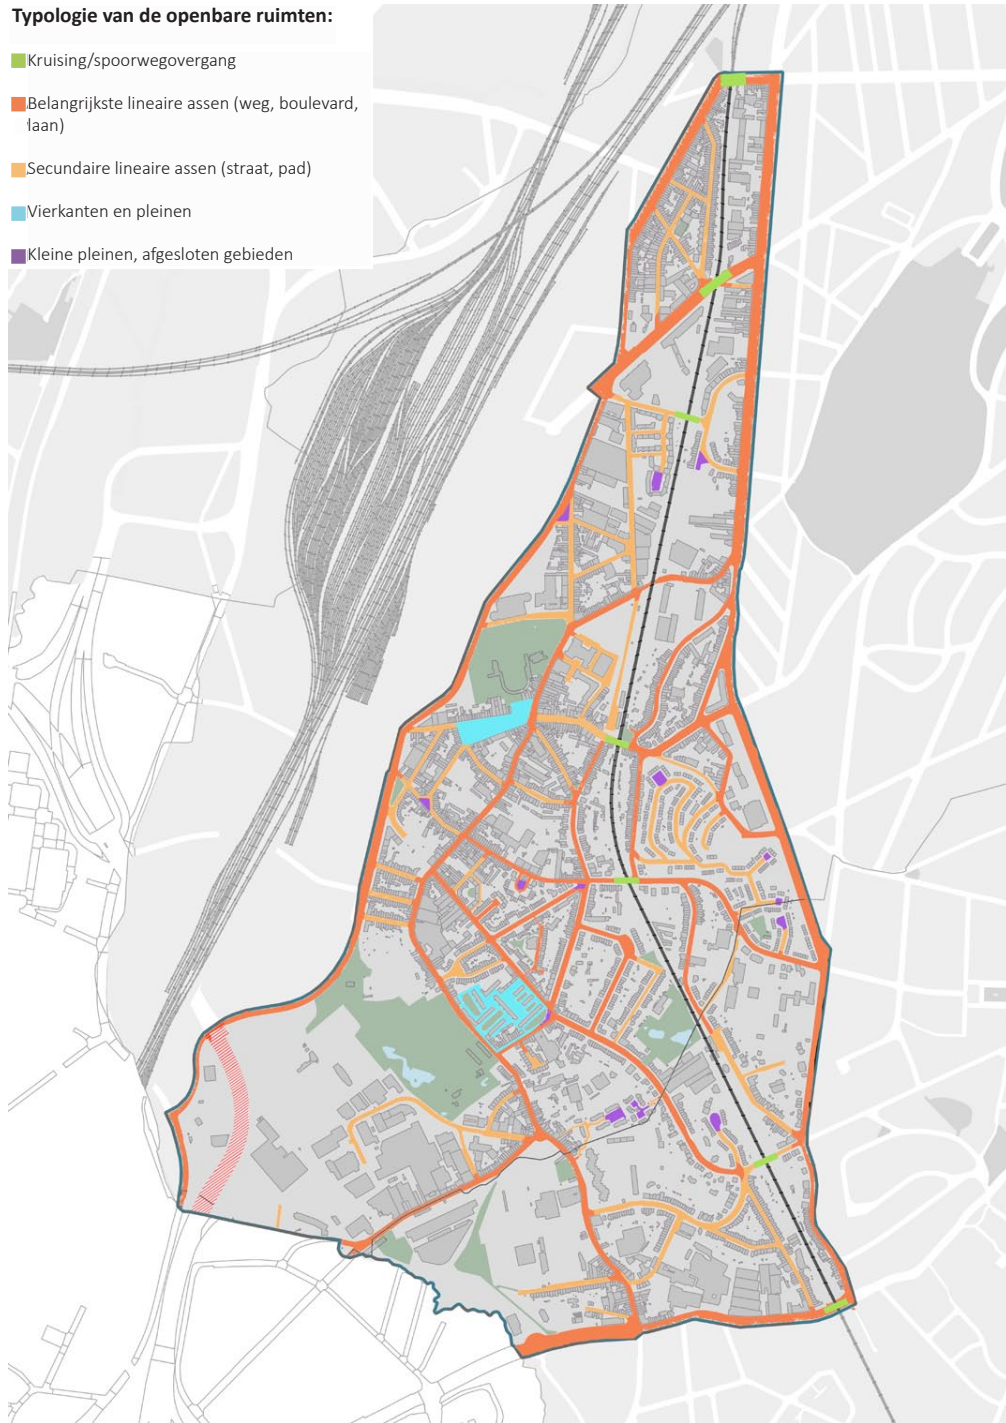 Typologie van de openbare ruimten:
Kruising/spoorwegovergang
Belangrijkste lineaire assen (weg, boulevard,
laan)
Secundaire lineaire assen (straat, pad)
Vierkanten en pleinen
Kleine pleinen, afgesloten gebieden